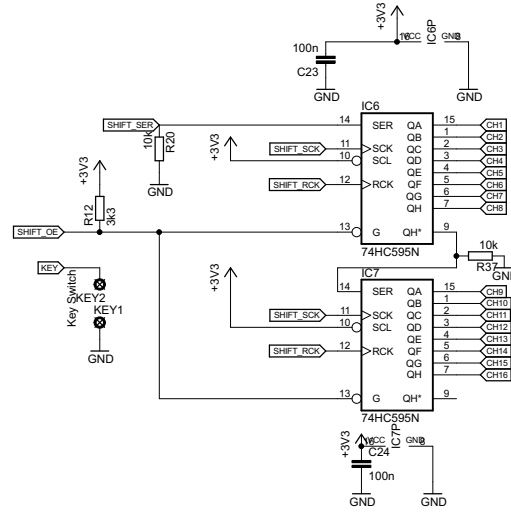 +3V3
16 VCC IC6P GND 8
100n
C23
GND GND
IC6
SHIFT_SER 14 SER QA 15 CH1
10k R20 QB 1 CH2
+3V3 SHIFT_SCK 11 SCK QC 2 CH3
10 SCL QD 3 CH4
QE 4 CH5
SHIFT_RCK 12 RCK QF 5 CH6
QG 6 CH7
QH 7 CH8
+3V3
GND
R12 3k3
SHIFT_OE 13 G QH* 9
74HC595N
10k
R37
GND
KEY
Key Switch
KEY2
KEY1
GND
+3V3
IC7
14 SER QA 15 CH9
QB 1 CH10
SHIFT_SCK 11 SCK QC 2 CH11
10 SCL QD 3 CH12
QE 4 CH13
SHIFT_RCK 12 RCK QF 5 CH14
QG 6 CH15
QH 7 CH16
13 G QH* 9
74HC595N
+3V3
16 VCC IC7P GND 8
C24
100n
GND GND